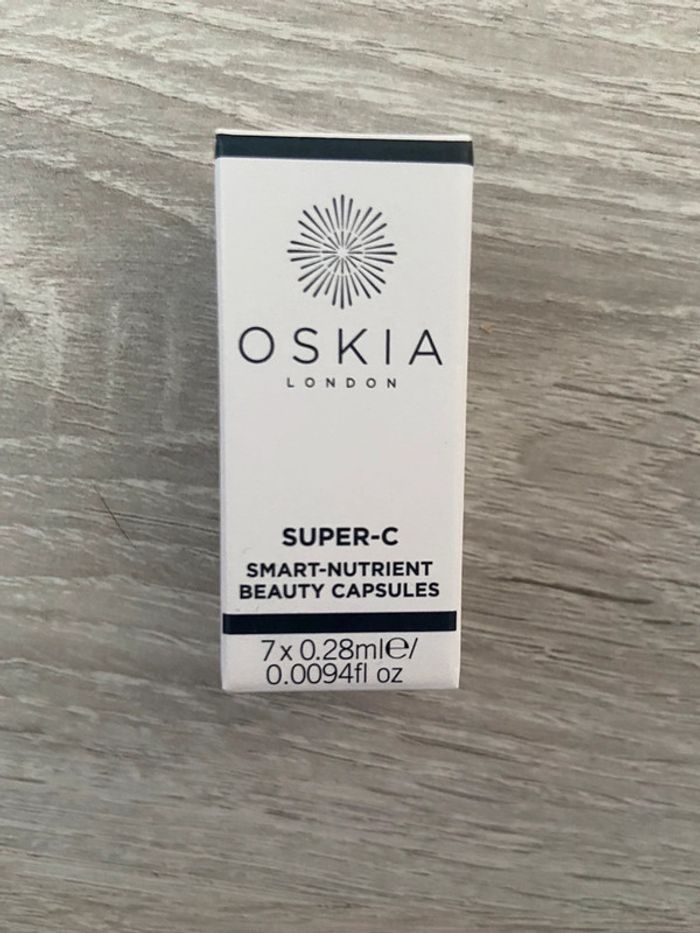 OSKIA
LONDON
SUPER-C
SMART-NUTRIENT
BEAUTY CAPSULES
7 x 0.28ml℮/
0.0094fl oz